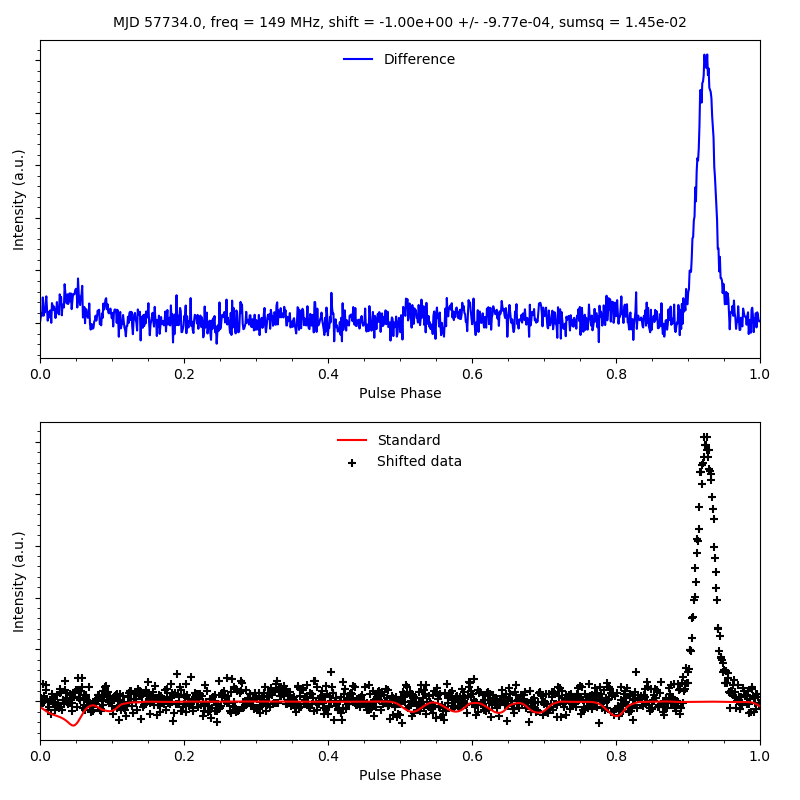 MJD 57734.0, freq = 149 MHz, shift = -1.00e+00 +/- -9.77e-04, sumsq = 1.45e-02
Difference
Intensity (a.u.)
0.0 0.2 0.4 0.6 0.8 1.0
Pulse Phase
Standard
Shifted data
Intensity (a.u.)
0.0 0.2 0.4 0.6 0.8 1.0
Pulse Phase